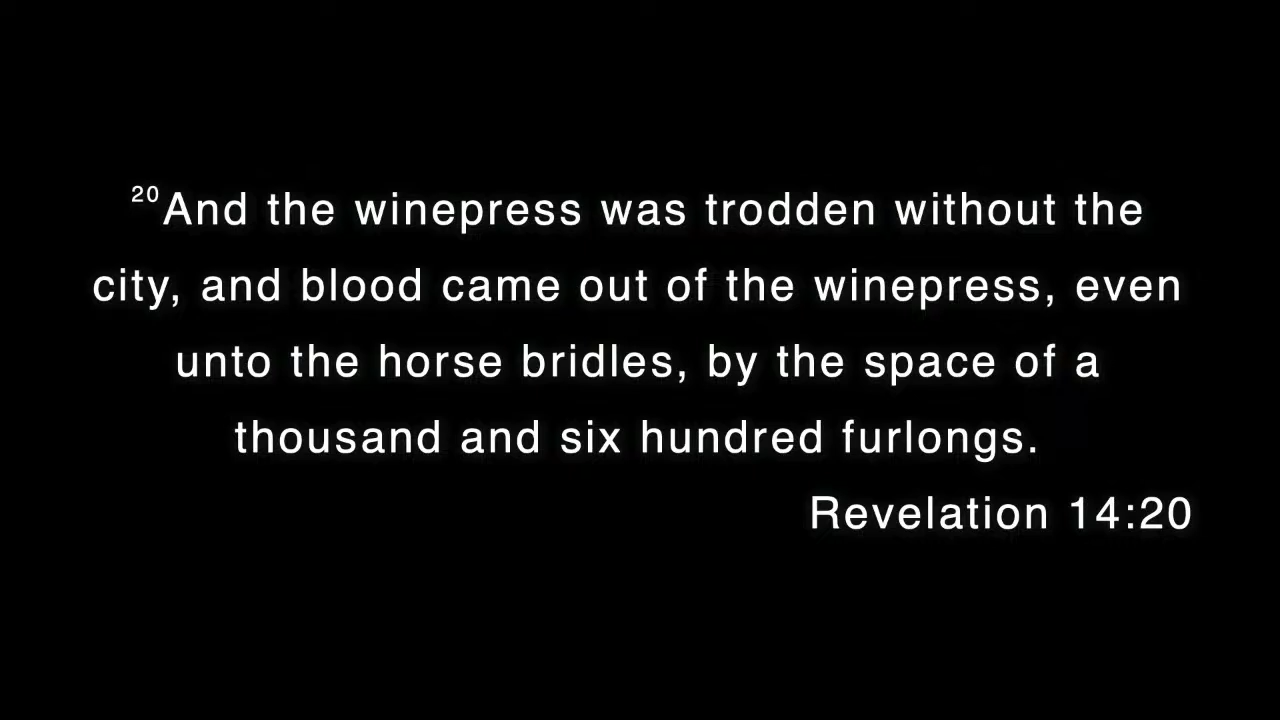 20And the winepress was trodden without the
city, and blood came out of the winepress, even
unto the horse bridles, by the space of a
thousand and six hundred furlongs.
Revelation 14:20